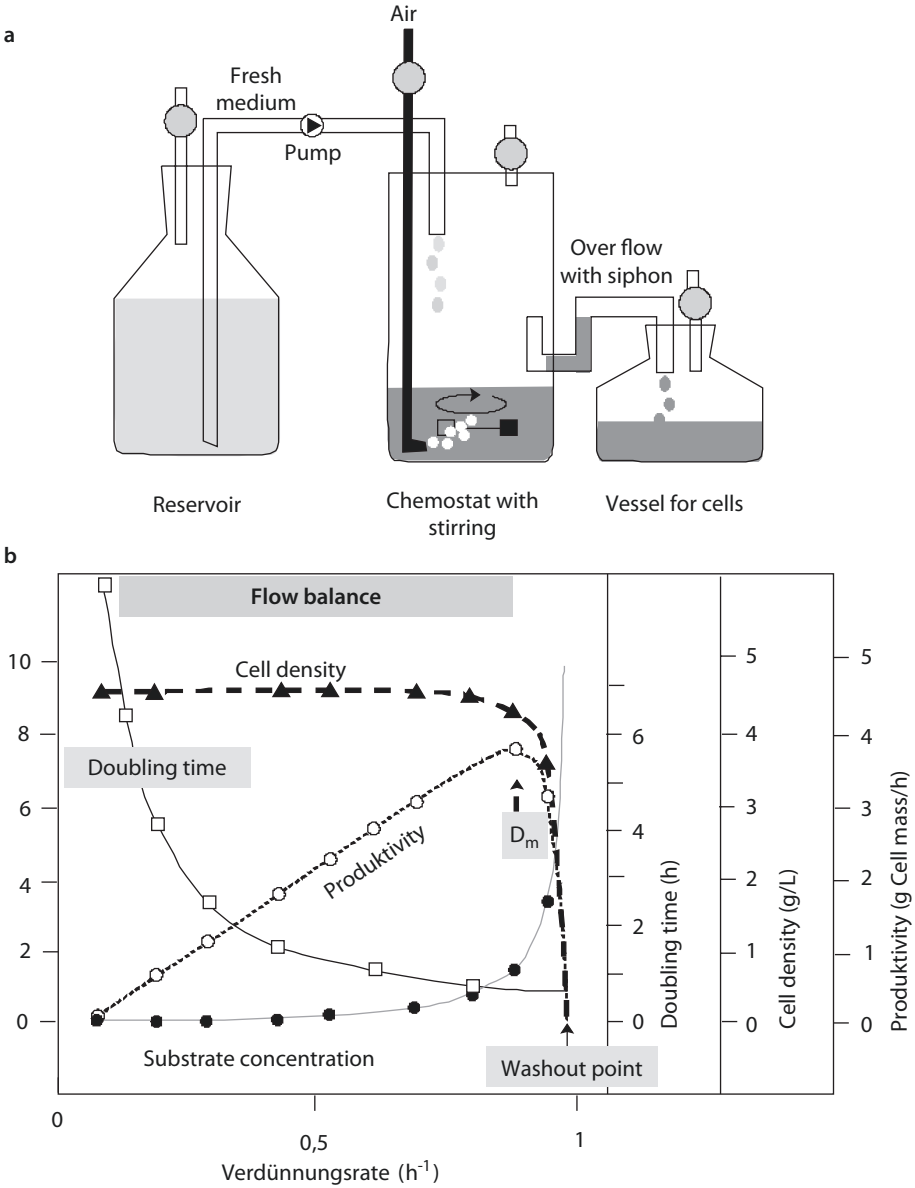 a
Air
Fresh
medium
Pump
Over flow
with siphon
Reservoir
Chemostat with
stirring
Vessel for cells
b
Flow balance
Cell density
Doubling time
Produktivity
D_m
Substrate concentration
Washout point
10
8
6
4
2
0
6
4
2
0
Doubling time (h)
5
4
3
2
1
0
Cell density (g/L)
5
4
3
2
1
0
Produktivity (g Cell mass/h)
0
0,5
1
Verdünnungsrate (h⁻¹)